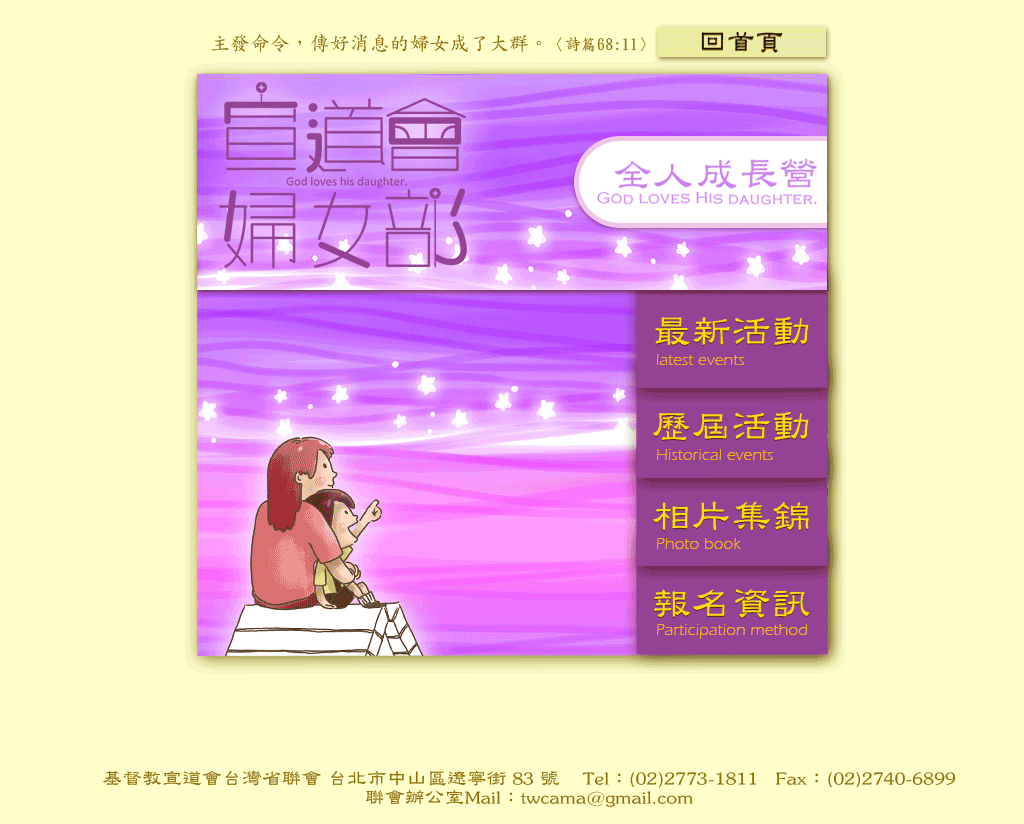 主發命令，傳好消息的婦女成了大群。〈詩篇68:11〉
回首頁
宣道會
God loves his daughter.
婦女部
全人成長營
GOD LOVES HIS DAUGHTER.
最新活動
latest events
歷屆活動
Historical events
相片集錦
Photo book
報名資訊
Participation method
基督教宣道會台灣省聯會 台北市中山區遼寧街 83 號 Tel：(02)2773-1811 Fax：(02)2740-6899
聯會辦公室Mail：twcama@gmail.com